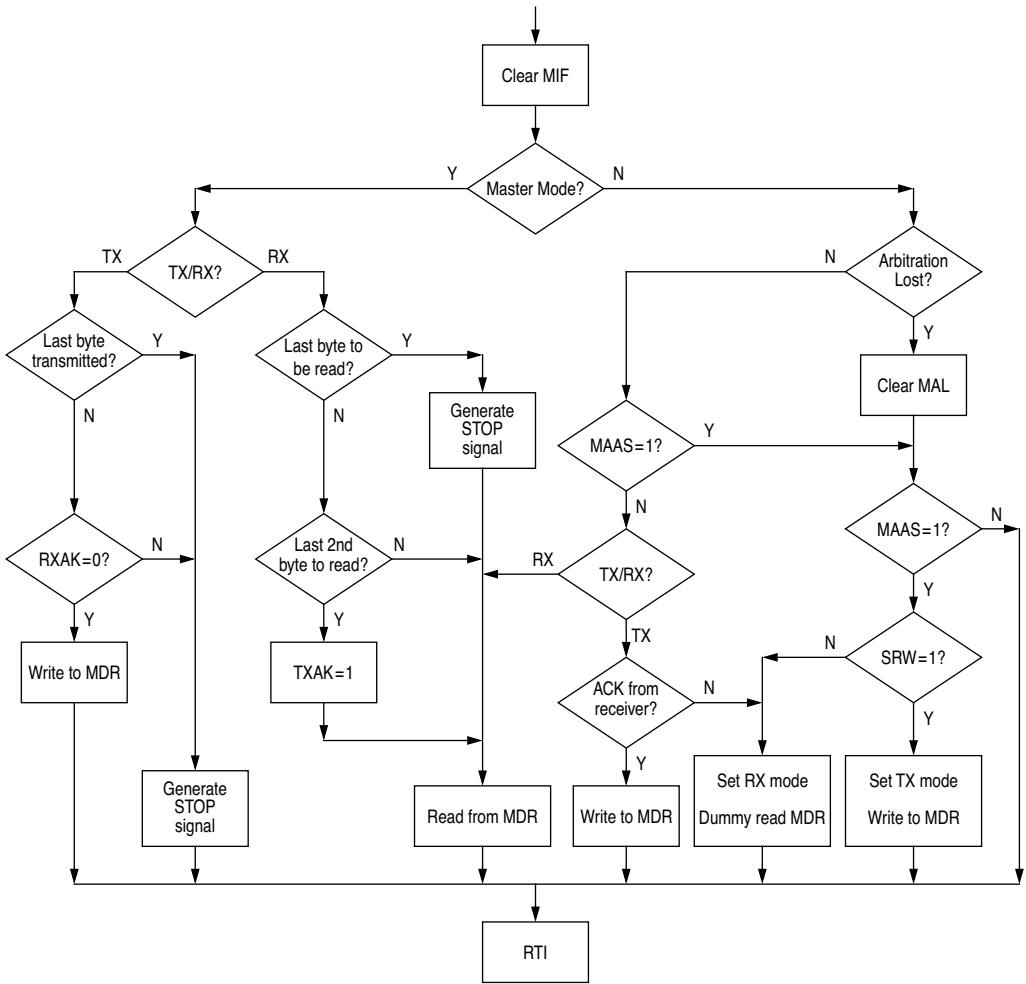 Clear MIF
Y
Master Mode?
N
TX
TX/RX?
RX
N
Arbitration
Lost?
Y
Last byte
transmitted?
Y
N
Last byte to
be read?
Y
N
Generate
STOP
signal
Clear MAL
MAAS=1?
Y
N
MAAS=1?
N
Y
RXAK=0?
N
Y
Last 2nd
byte to read?
N
Y
RX
TX/RX?
TX
N
SRW=1?
Y
Write to MDR
TXAK=1
ACK from
receiver?
N
Y
Generate
STOP
signal
Read from MDR
Write to MDR
Set RX mode
Dummy read MDR
Set TX mode
Write to MDR
RTI